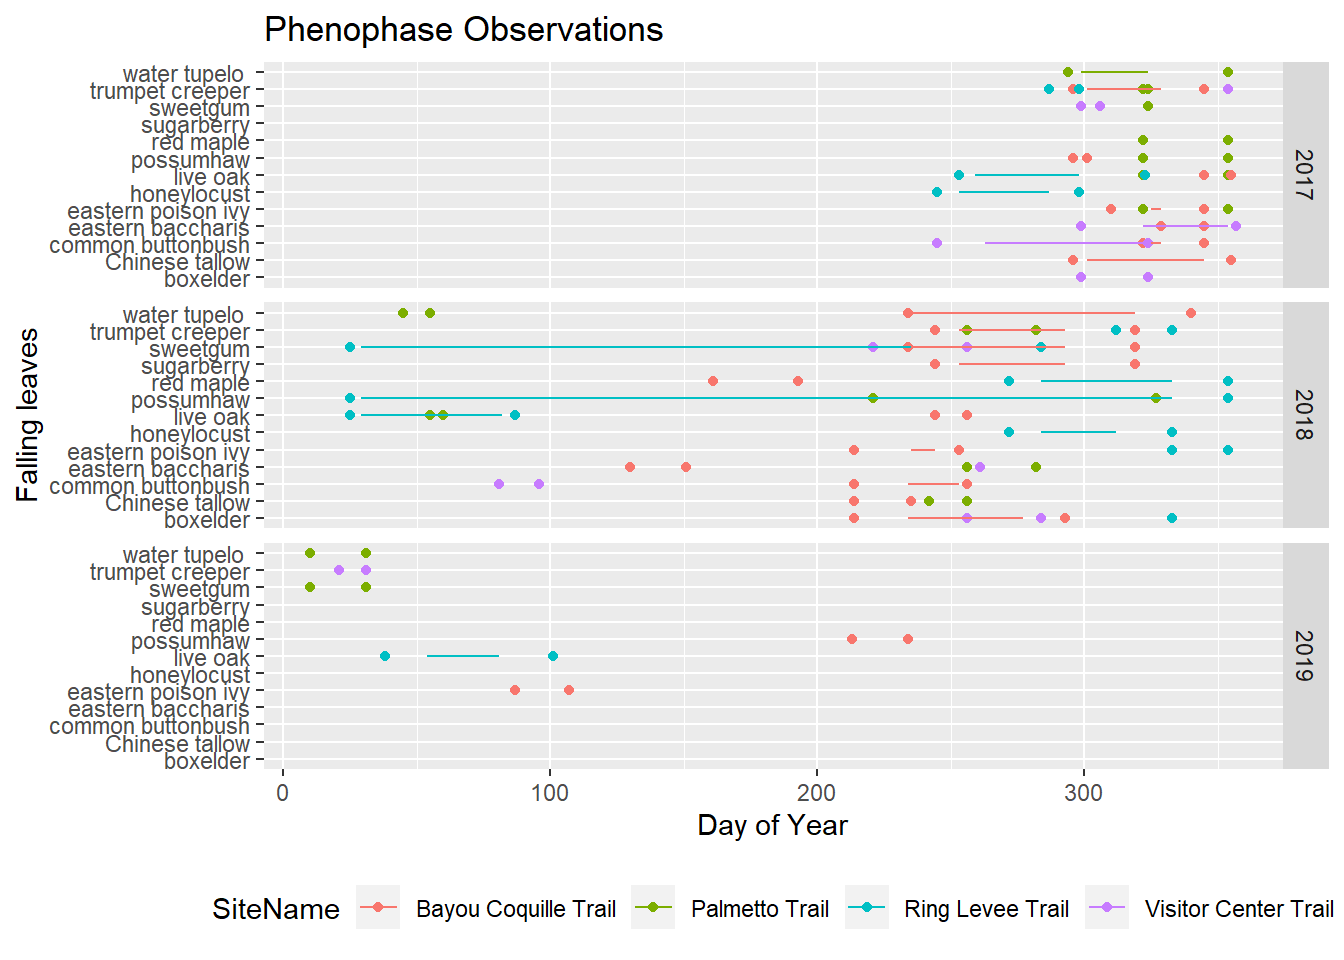 Phenophase Observations
water tupelo
trumpet creeper
sweetgum
sugarberry
red maple
possumhaw
live oak
honeylocust
eastern poison ivy
eastern baccharis
common buttonbush
Chinese tallow
boxelder
2017
water tupelo
trumpet creeper
sweetgum
sugarberry
red maple
possumhaw
live oak
honeylocust
eastern poison ivy
eastern baccharis
common buttonbush
Chinese tallow
boxelder
2018
Falling leaves
water tupelo
trumpet creeper
sweetgum
sugarberry
red maple
possumhaw
live oak
honeylocust
eastern poison ivy
eastern baccharis
common buttonbush
Chinese tallow
boxelder
2019
0 100 200 300
Day of Year
SiteName Bayou Coquille Trail Palmetto Trail Ring Levee Trail Visitor Center Trail